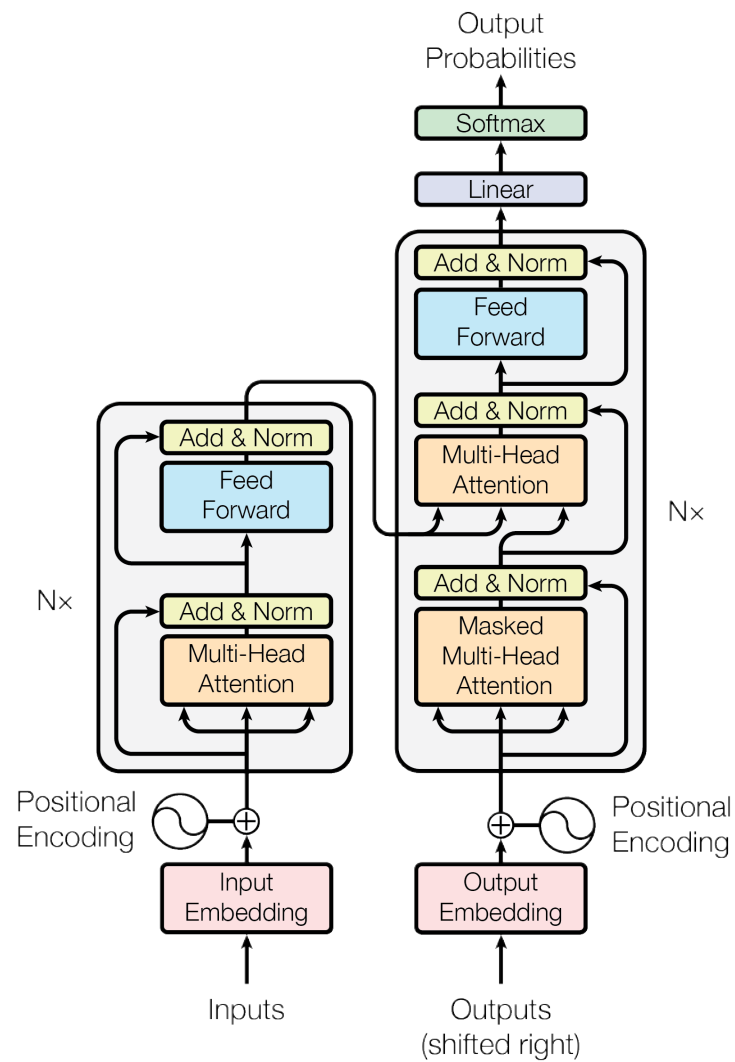 Output
Probabilities
Softmax
Linear
Add & Norm
Feed
Forward
Add & Norm
Multi-Head
Attention
Add & Norm
Masked
Multi-Head
Attention
N×
Add & Norm
Feed
Forward
Add & Norm
Multi-Head
Attention
N×
Positional
Encoding
Positional
Encoding
Input
Embedding
Output
Embedding
Inputs
Outputs
(shifted right)